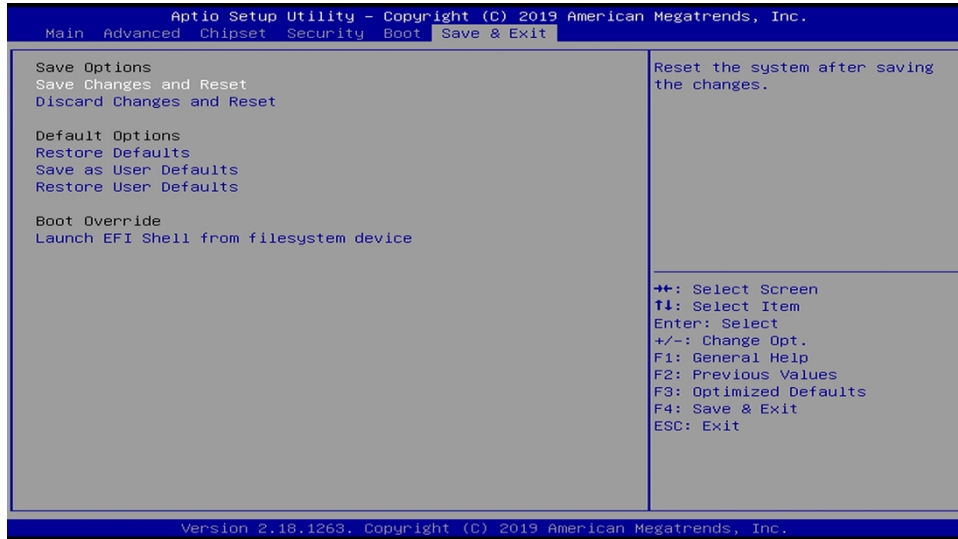 Aptio Setup Utility – Copyright (C) 2019 American Megatrends, Inc.
Main Advanced Chipset Security Boot Save & Exit
Save Options
Save Changes and Reset
Discard Changes and Reset
Default Options
Restore Defaults
Save as User Defaults
Restore User Defaults
Boot Override
Launch EFI Shell from filesystem device
Reset the system after saving
the changes.
→←: Select Screen
↑↓: Select Item
Enter: Select
+/-: Change Opt.
F1: General Help
F2: Previous Values
F3: Optimized Defaults
F4: Save & Exit
ESC: Exit
Version 2.18.1263. Copyright (C) 2019 American Megatrends, Inc.